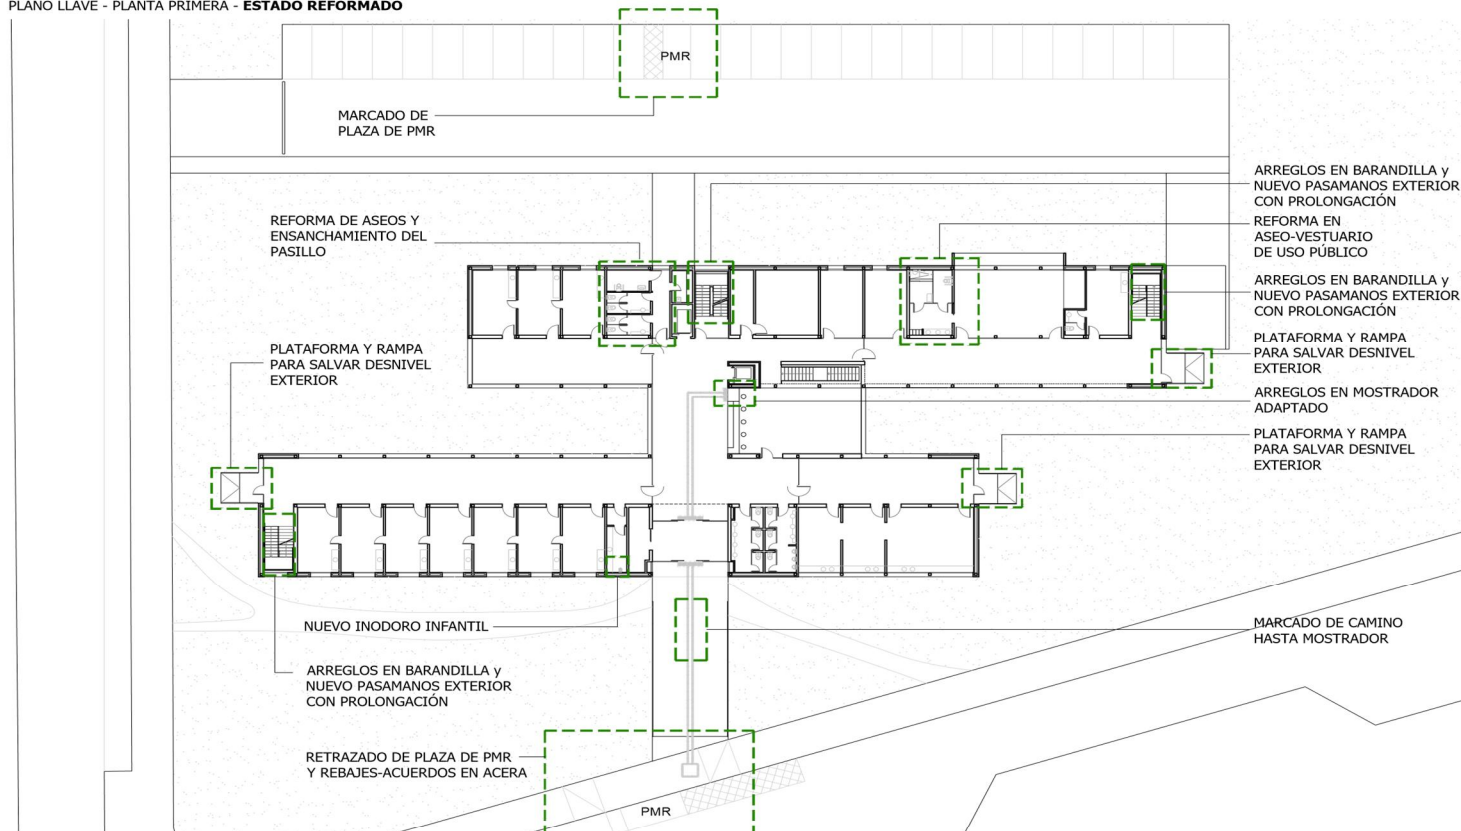 PLANO LLAVE - PLANTA PRIMERA - ESTADO REFORMADO
PMR
MARCADO DE
PLAZA DE PMR
REFORMA DE ASEOS Y
ENSANCHAMIENTO DEL
PASILLO
PLATAFORMA Y RAMPA
PARA SALVAR DESNIVEL
EXTERIOR
ARREGLOS EN BARANDILLA y
NUEVO PASAMANOS EXTERIOR
CON PROLONGACIÓN
REFORMA EN
ASEO-VESTUARIO
DE USO PÚBLICO
ARREGLOS EN BARANDILLA y
NUEVO PASAMANOS EXTERIOR
CON PROLONGACIÓN
PLATAFORMA Y RAMPA
PARA SALVAR DESNIVEL
EXTERIOR
ARREGLOS EN MOSTRADOR
ADAPTADO
PLATAFORMA Y RAMPA
PARA SALVAR DESNIVEL
EXTERIOR
NUEVO INODORO INFANTIL
MARCADO DE CAMINO
HASTA MOSTRADOR
ARREGLOS EN BARANDILLA y
NUEVO PASAMANOS EXTERIOR
CON PROLONGACIÓN
RETRAZADO DE PLAZA DE PMR
Y REBAJES-ACUERDOS EN ACERA
PMR